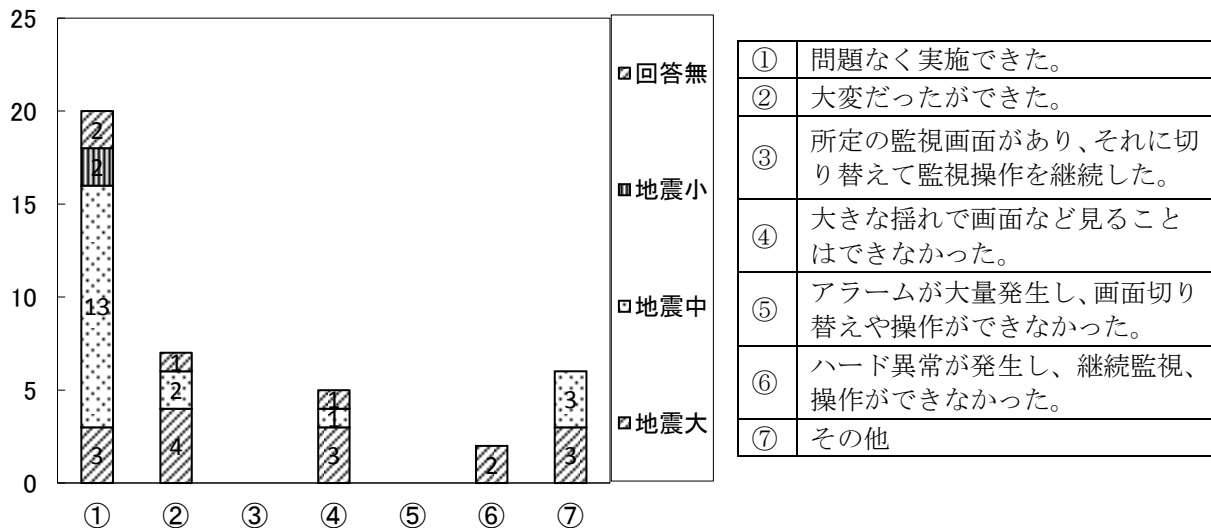 25
20
15
10
5
0
2
2
13
3
1
2
4
1
1
3
2
3
3
① ② ③ ④ ⑤ ⑥ ⑦
回答無
地震小
地震中
地震大
① 問題なく実施できた。
② 大変だったができた。
③ 所定の監視画面があり、それに切
り替えて監視操作を継続した。
④ 大きな揺れで画面など見ること
はできなかった。
⑤ アラームが大量発生し、画面切り
替えや操作ができなかった。
⑥ ハード異常が発生し、継続監視、
操作ができなかった。
⑦ その他